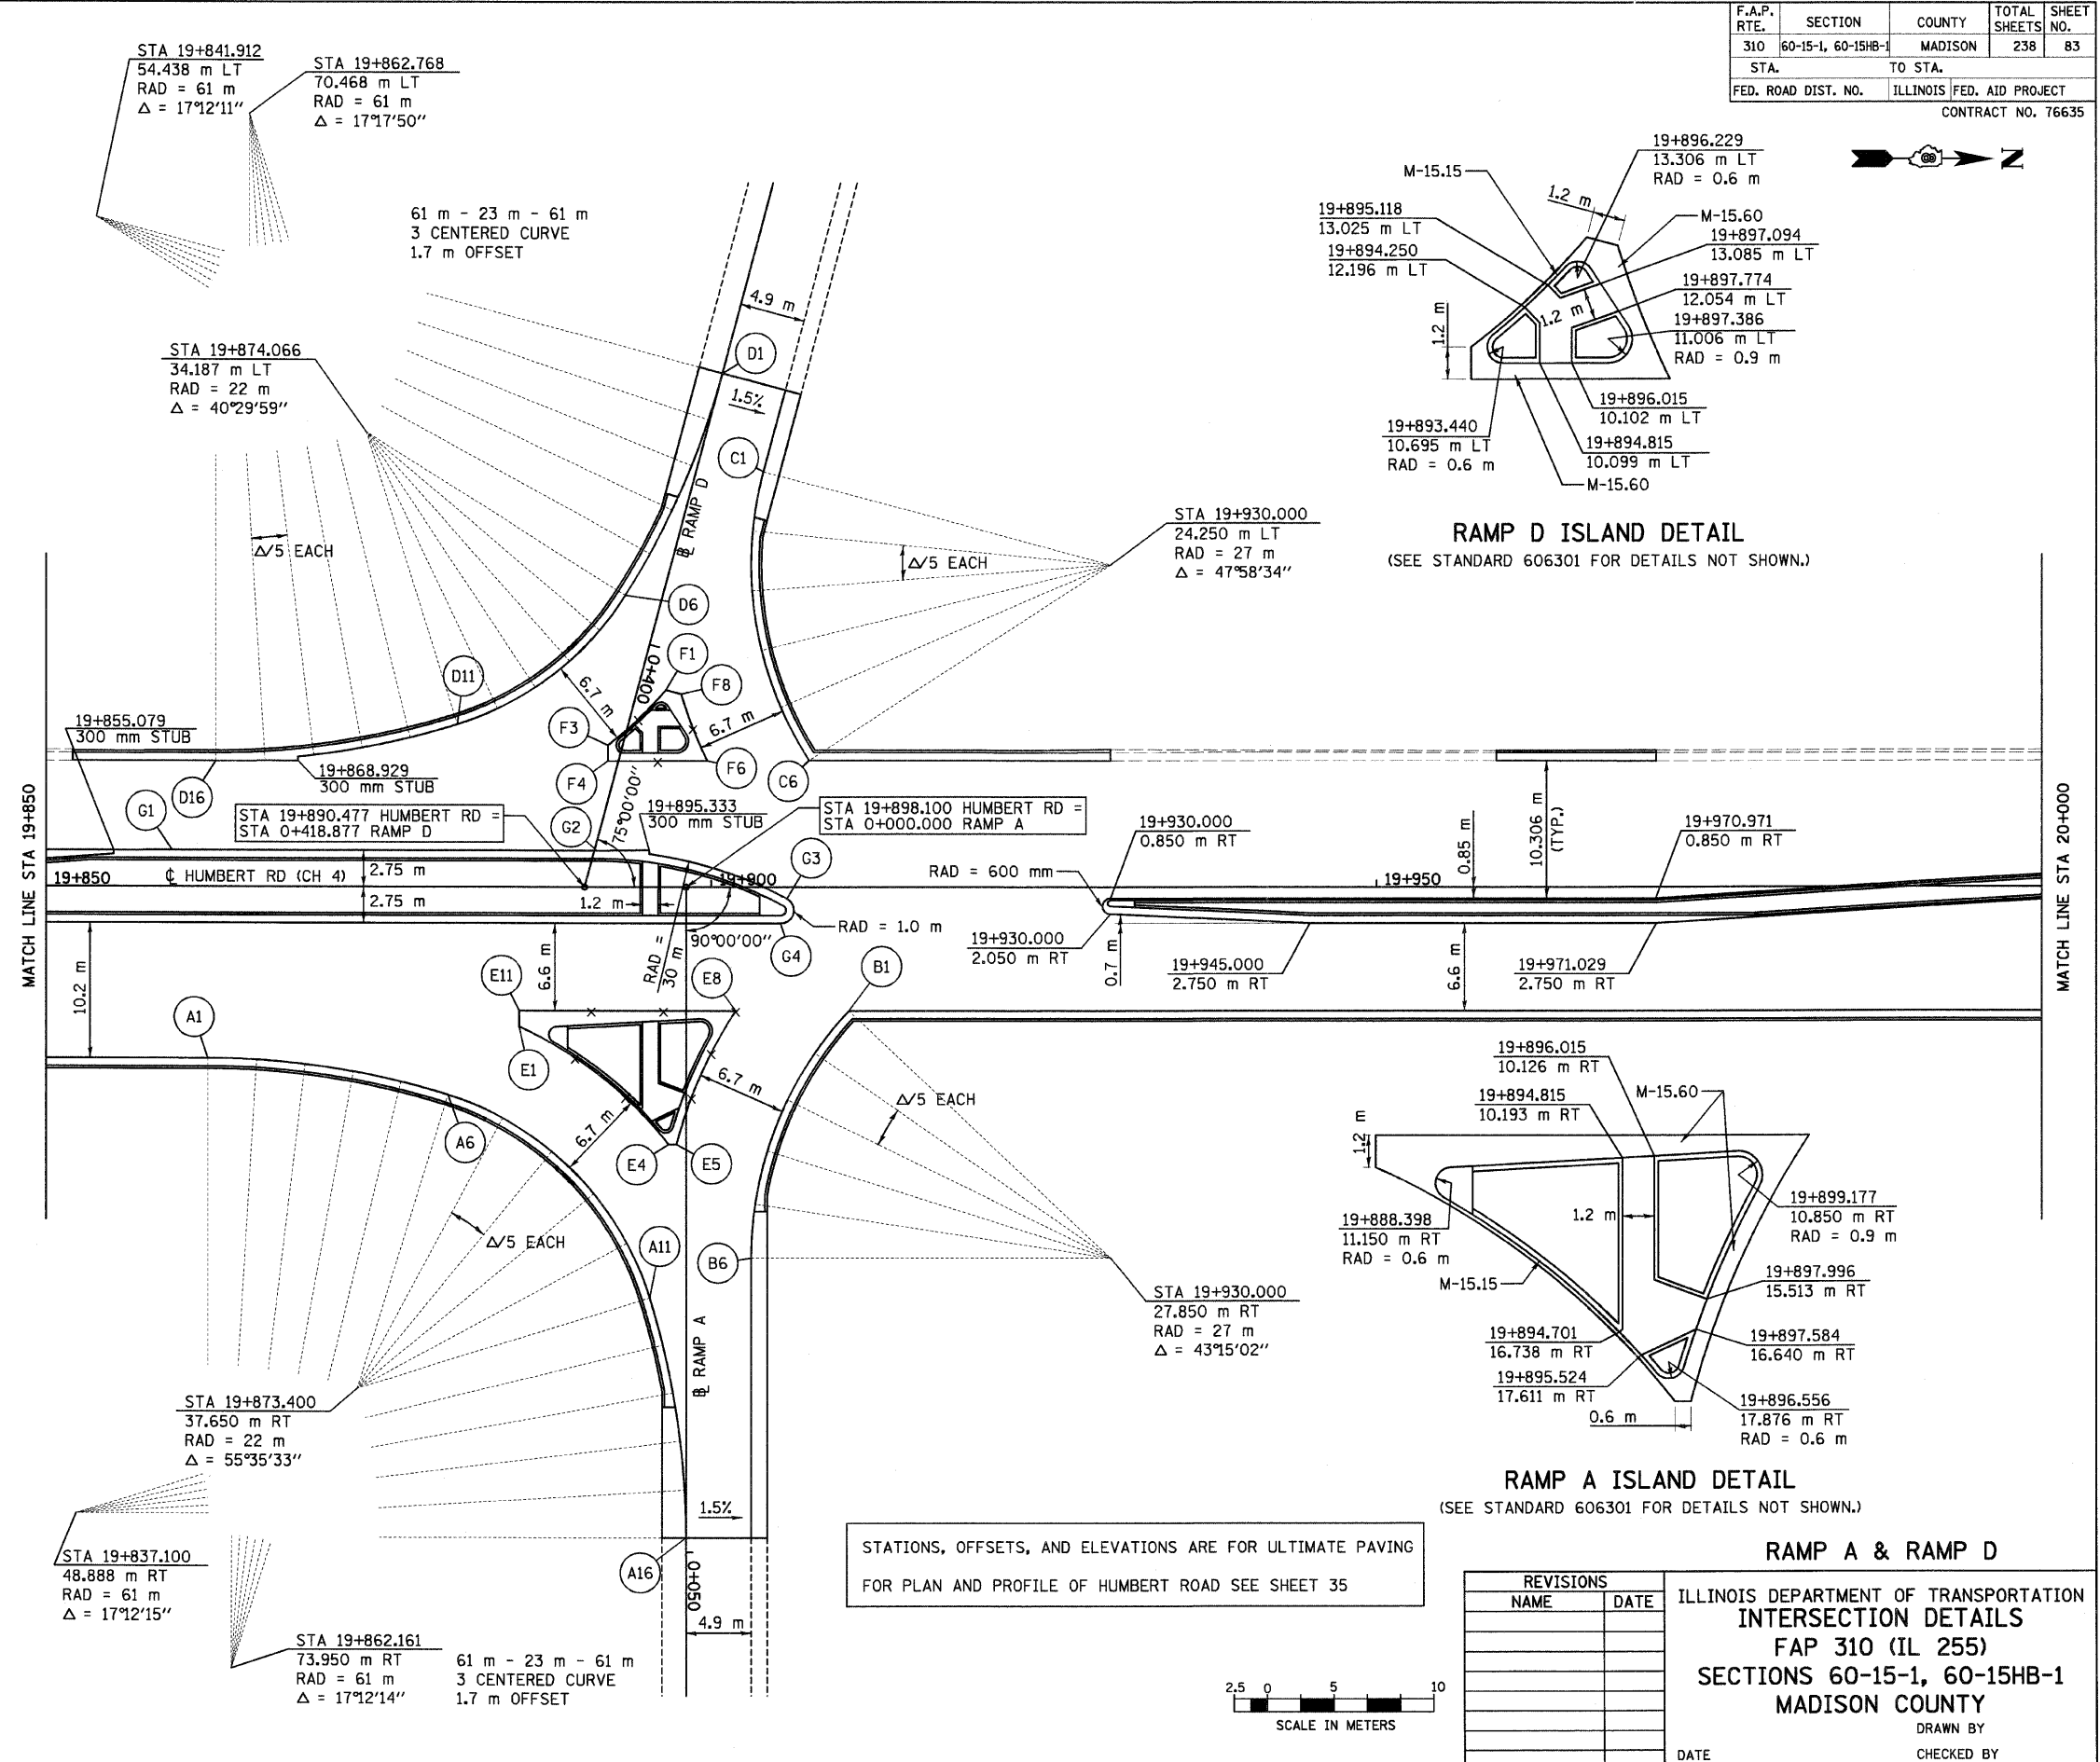 F.A.P. RTE. SECTION COUNTY TOTAL SHEETS SHEET NO.
310 60-15-1, 60-15HB-1 MADISON 238 83
STA. TO STA.
FED. ROAD DIST. NO. ILLINOIS FED. AID PROJECT
CONTRACT NO. 76635
STA 19+841.912
54.438 m LT
RAD = 61 m
Δ = 17°12'11"
STA 19+862.768
70.468 m LT
RAD = 61 m
Δ = 17°17'50"
61 m - 23 m - 61 m
3 CENTERED CURVE
1.7 m OFFSET
STA 19+874.066
34.187 m LT
RAD = 22 m
Δ = 40°29'59"
Δ/5 EACH
4.9 m
D1
1.5%
C1
℄ RAMP D
D6
D11
0+400
F1
F8
F3
F4
F6
C6
6.7 m
6.7 m
Δ/5 EACH
STA 19+930.000
24.250 m LT
RAD = 27 m
Δ = 47°58'34"
N
19+896.229
13.306 m LT
RAD = 0.6 m
M-15.15
1.2 m
19+895.118
13.025 m LT
M-15.60
19+897.094
13.085 m LT
19+894.250
12.196 m LT
19+897.774
12.054 m LT
1.2 m
1.2 m
19+897.386
11.006 m LT
RAD = 0.9 m
19+896.015
10.102 m LT
19+893.440
10.695 m LT
RAD = 0.6 m
19+894.815
10.099 m LT
M-15.60
RAMP D ISLAND DETAIL
(SEE STANDARD 606301 FOR DETAILS NOT SHOWN.)
MATCH LINE STA 19+850
MATCH LINE STA 20+000
19+855.079
300 mm STUB
19+868.929
300 mm STUB
D16
G1
STA 19+890.477 HUMBERT RD =
STA 0+418.877 RAMP D
G2
75°00'00"
19+895.333
300 mm STUB
STA 19+898.100 HUMBERT RD =
STA 0+000.000 RAMP A
G3
19+850
℄ HUMBERT RD (CH 4)
2.75 m
2.75 m
1.2 m
19+900
RAD = 1.0 m
RAD = 30 m
90°00'00"
G4
RAD = 600 mm
19+930.000
0.850 m RT
19+950
0.85 m
10.306 m
(TYP.)
19+970.971
0.850 m RT
19+930.000
2.050 m RT
0.7 m
19+945.000
2.750 m RT
6.6 m
19+971.029
2.750 m RT
10.2 m
6.6 m
E11
E8
B1
A1
E1
6.7 m
6.7 m
Δ/5 EACH
A6
E4
E5
Δ/5 EACH
A11
B6
℄ RAMP A
STA 19+930.000
27.850 m RT
RAD = 27 m
Δ = 43°15'02"
STA 19+873.400
37.650 m RT
RAD = 22 m
Δ = 55°35'33"
STA 19+837.100
48.888 m RT
RAD = 61 m
Δ = 17°12'15"
STA 19+862.161
73.950 m RT
RAD = 61 m
Δ = 17°12'14"
61 m - 23 m - 61 m
3 CENTERED CURVE
1.7 m OFFSET
1.5%
A16
0+050
4.9 m
19+896.015
10.126 m RT
19+894.815
10.193 m RT
M-15.60
1.2 m
1.2 m
19+888.398
11.150 m RT
RAD = 0.6 m
19+899.177
10.850 m RT
RAD = 0.9 m
M-15.15
19+897.996
15.513 m RT
19+894.701
16.738 m RT
19+897.584
16.640 m RT
19+895.524
17.611 m RT
19+896.556
17.876 m RT
RAD = 0.6 m
0.6 m
RAMP A ISLAND DETAIL
(SEE STANDARD 606301 FOR DETAILS NOT SHOWN.)
STATIONS, OFFSETS, AND ELEVATIONS ARE FOR ULTIMATE PAVING
FOR PLAN AND PROFILE OF HUMBERT ROAD SEE SHEET 35
2.5 0 5 10
SCALE IN METERS
RAMP A & RAMP D
REVISIONS
NAME DATE
ILLINOIS DEPARTMENT OF TRANSPORTATION
INTERSECTION DETAILS
FAP 310 (IL 255)
SECTIONS 60-15-1, 60-15HB-1
MADISON COUNTY
DRAWN BY
DATE CHECKED BY